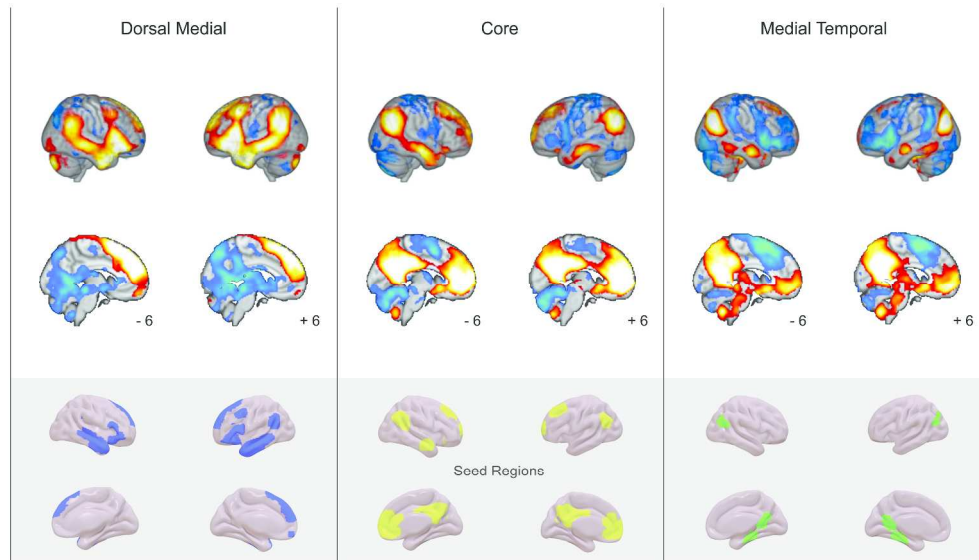 Dorsal Medial
Core
Medial Temporal
- 6
+ 6
- 6
+ 6
- 6
+ 6
Seed Regions